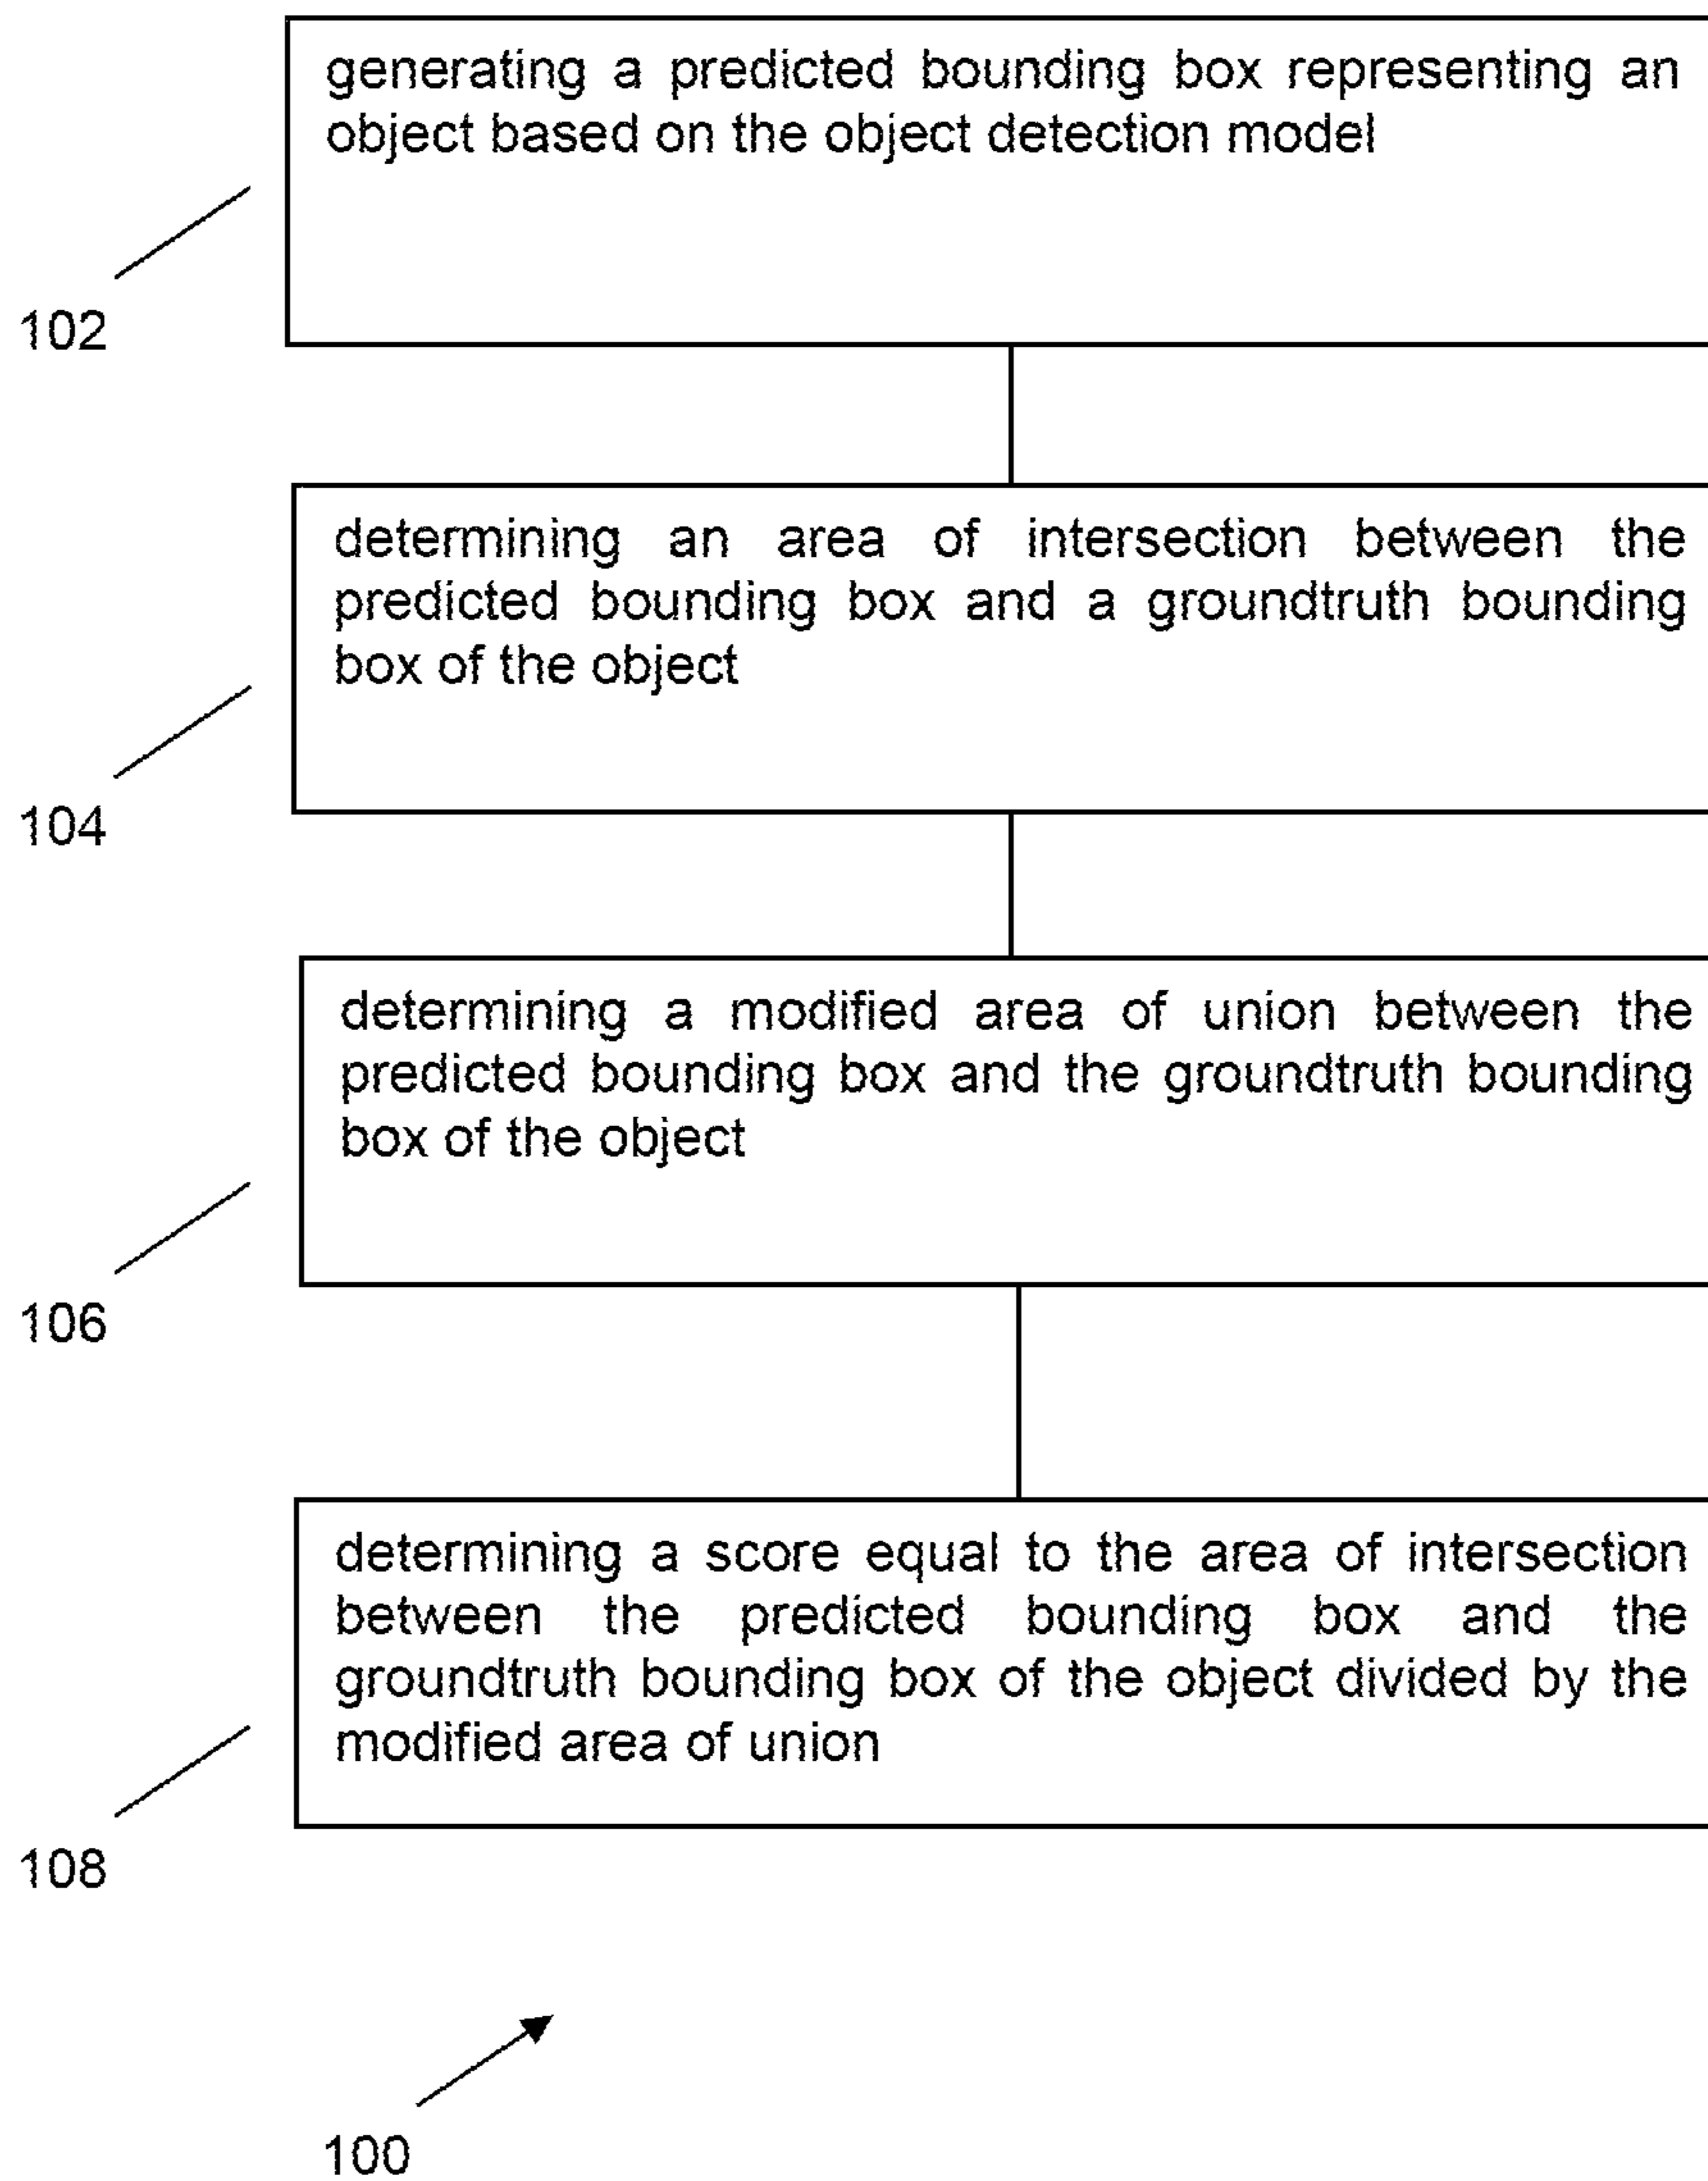 generating a predicted bounding box representing an
object based on the object detection model
102
determining an area of intersection between the
predicted bounding box and a groundtruth bounding
box of the object
104
determining a modified area of union between the
predicted bounding box and the groundtruth bounding
box of the object
106
determining a score equal to the area of intersection
between the predicted bounding box and the
groundtruth bounding box of the object divided by the
modified area of union
108
100